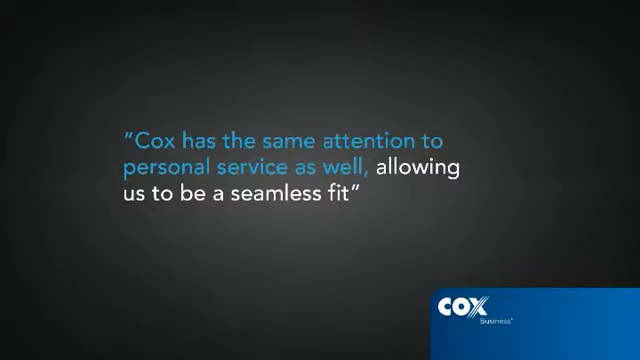 ”Cox has the same attention to
personal service as well, allowing
us to be a seamless fit“
COX
Business®